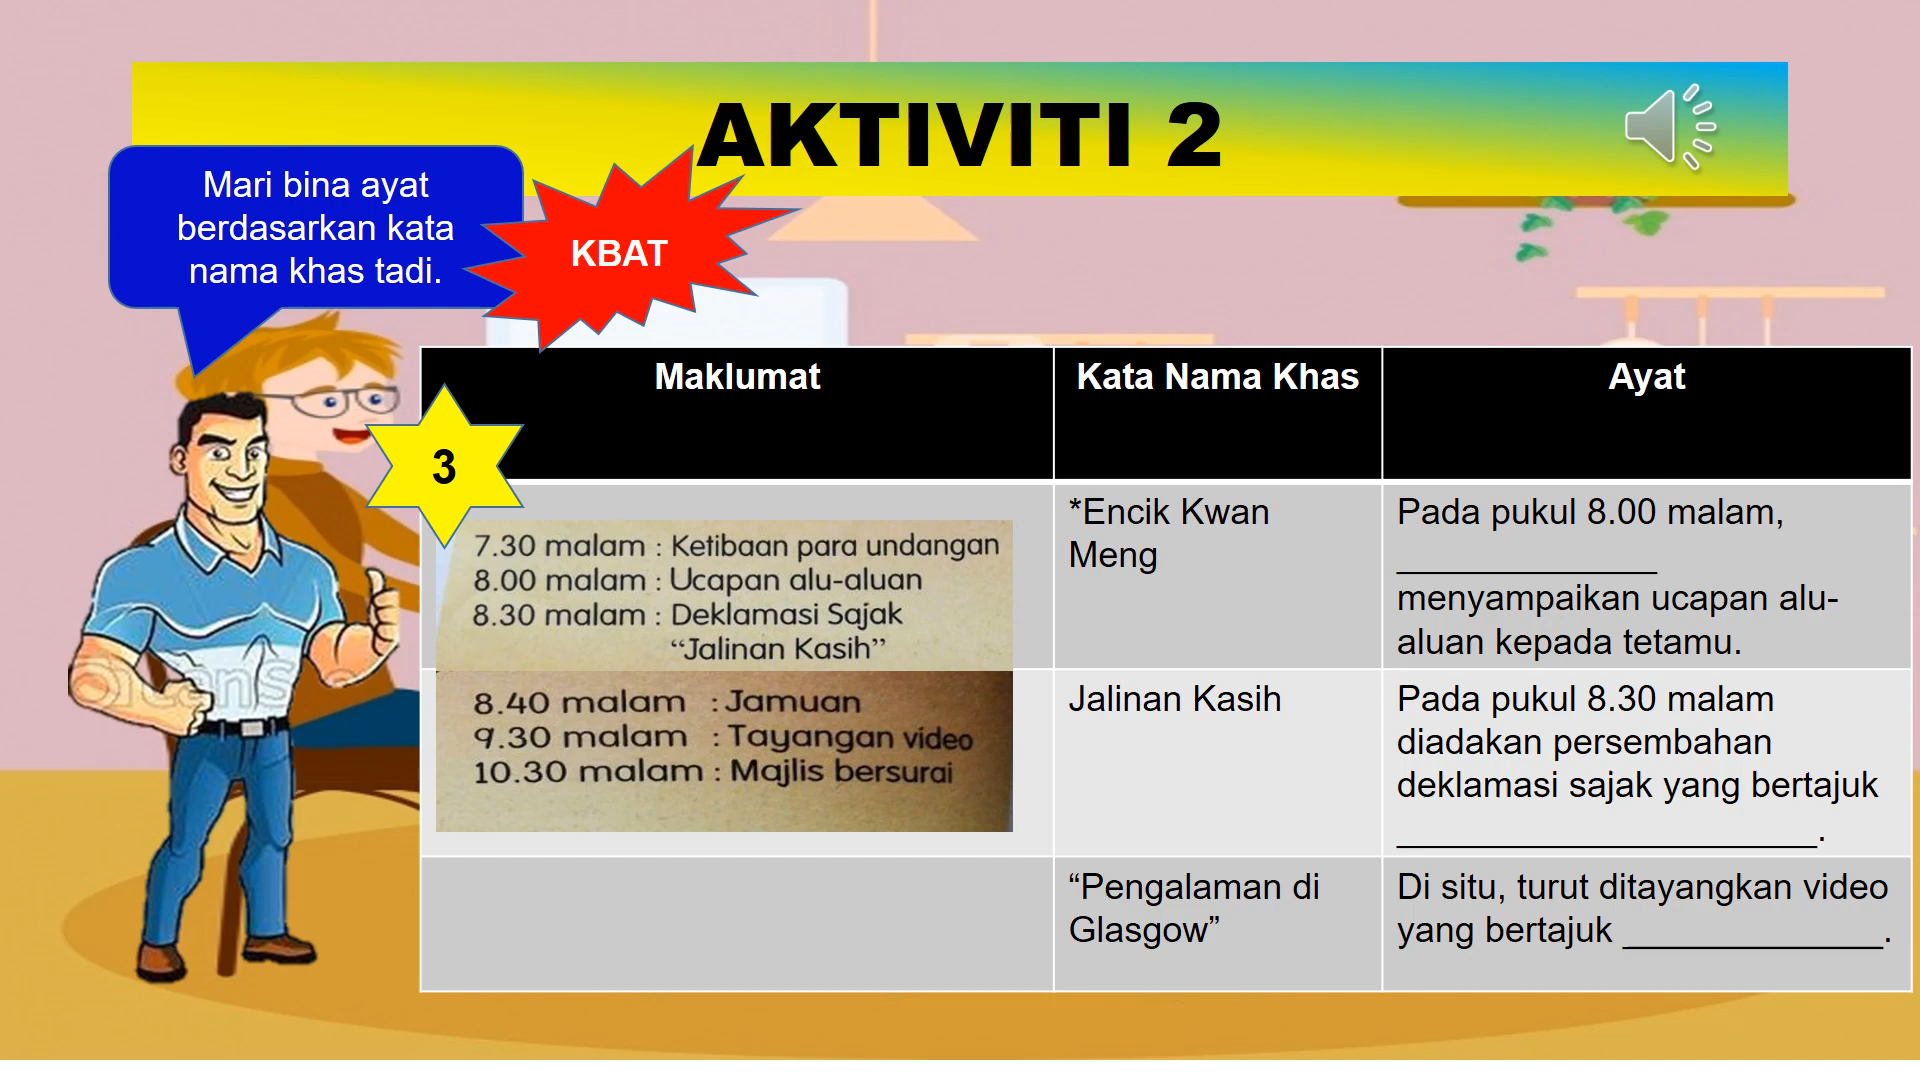 AKTIVITI 2
Mari bina ayat
berdasarkan kata
nama khas tadi.
KBAT
3
Maklumat
Kata Nama Khas
Ayat
7.30 malam : Ketibaan para undangan
8.00 malam : Ucapan alu-aluan
8.30 malam : Deklamasi Sajak
“Jalinan Kasih”
8.40 malam : Jamuan
9.30 malam : Tayangan video
10.30 malam : Majlis bersurai
*Encik Kwan
Meng
Pada pukul 8.00 malam,
_____________
menyampaikan ucapan alu-
aluan kepada tetamu.
Jalinan Kasih
Pada pukul 8.30 malam
diadakan persembahan
deklamasi sajak yang bertajuk
_____________________.
“Pengalaman di
Glasgow”
Di situ, turut ditayangkan video
yang bertajuk _____________.